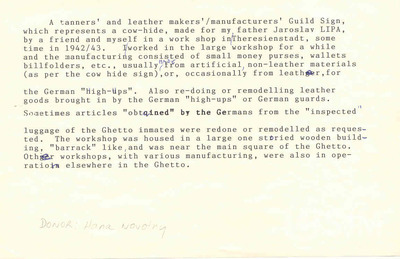 A tanners' and leather makers'/manufacturers' Guild Sign,
which represents a cow-hide, made for my father Jaroslav LIPA,
by a friend and myself in a work shop in Theresienstadt, some
time in 1942/43. I worked in the large workshop for a while
and the manufacturing consisted of small money purses, wallets
billfolders, etc., usually from artificial non-leather materials
(as per the cow hide sign), or, occasionally from leather, for
the German "High-Ups". Also re-doing or remodelling leather
goods brought in by the German "high-ups" or German guards.
Sometimes articles "obtained" by the Germans from the "inspected"
luggage of the Ghetto inmates were redone or remodelled as reques-
ted. The workshop was housed in a large one storied wooden build-
ing, "barrack" like and was near the main square of the Ghetto.
Other workshops, with various manufacturing, were also in ope-
ration elsewhere in the Ghetto.
DONOR: Hana